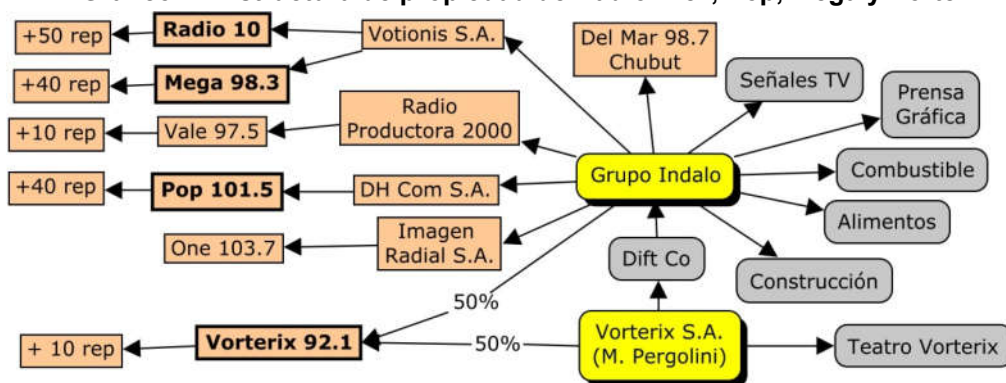 +50 rep
Radio 10
Votionis S.A.
Del Mar 98.7
Chubut
Señales TV
+40 rep
Mega 98.3
Prensa
Gráfica
+10 rep
Vale 97.5
Radio
Productora 2000
Grupo Indalo
Combustible
+40 rep
Pop 101.5
DH Com S.A.
Alimentos
One 103.7
Imagen
Radial S.A.
Dift Co
Construcción
50%
+ 10 rep
Vorterix 92.1
50%
Vorterix S.A.
(M. Pergolini)
Teatro Vorterix